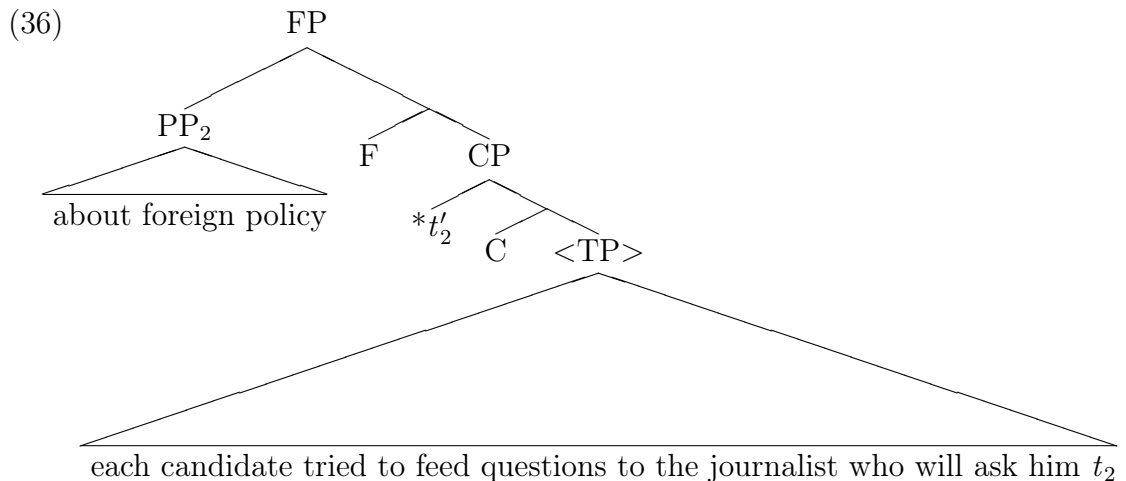 (36) FP
PP₂ F CP
about foreign policy *t′₂ C <TP>
each candidate tried to feed questions to the journalist who will ask him t₂